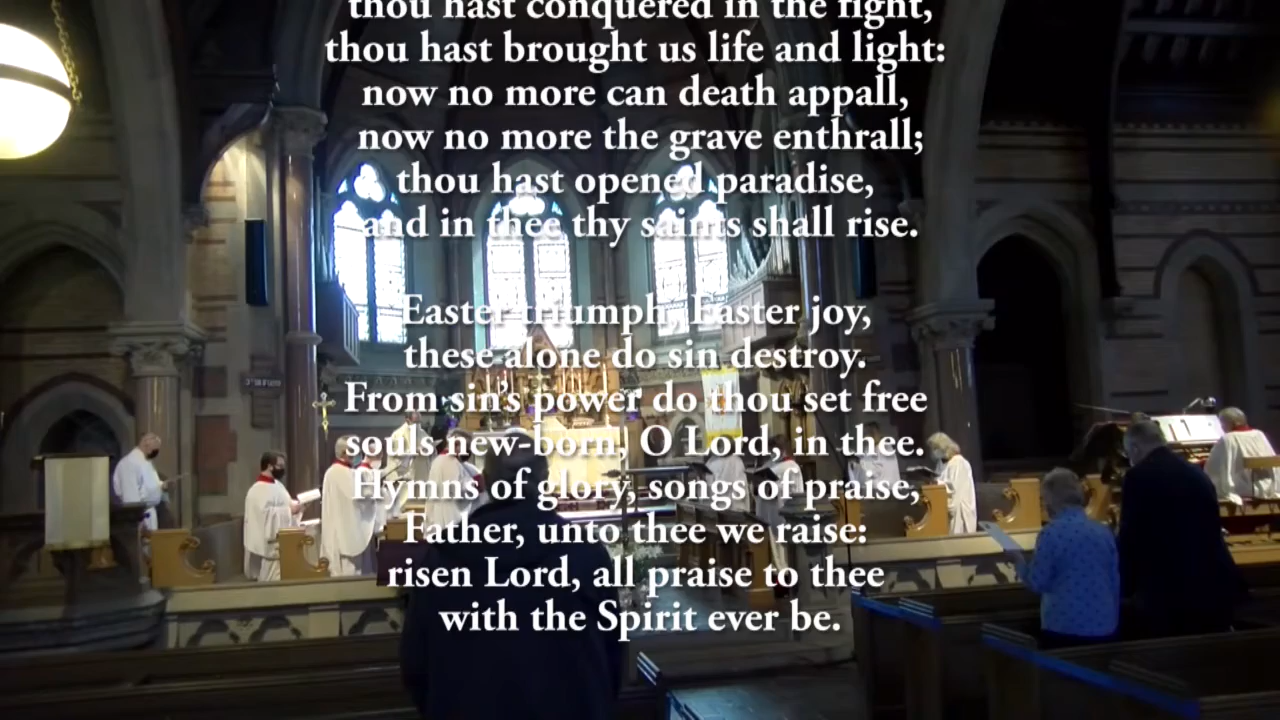 thou hast conquered in the fight,
thou hast brought us life and light:
now no more can death appall,
now no more the grave enthrall;
thou hast opened paradise,
and in thee thy saints shall rise.
Easter triumph, Easter joy,
these alone do sin destroy.
From sin's power do thou set free
souls new-born, O Lord, in thee.
Hymns of glory, songs of praise,
Father, unto thee we raise:
risen Lord, all praise to thee
with the Spirit ever be.